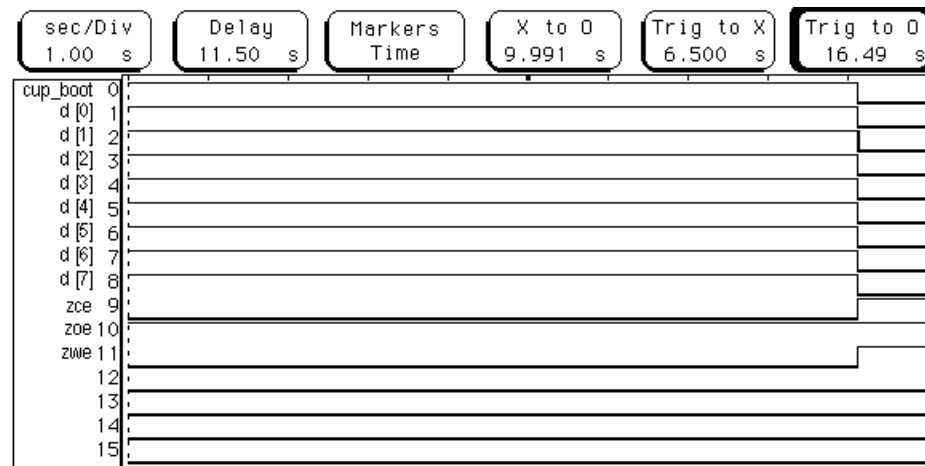 sec/Div Delay Markers X to O Trig to X Trig to O
1.00 s 11.50 s Time 9.991 s 6.500 s 16.49 s
cup_boot 0
d [0] 1
d [1] 2
d [2] 3
d [3] 4
d [4] 5
d [5] 6
d [6] 7
d [7] 8
zce 9
zoe 10
zwe 11
12
13
14
15